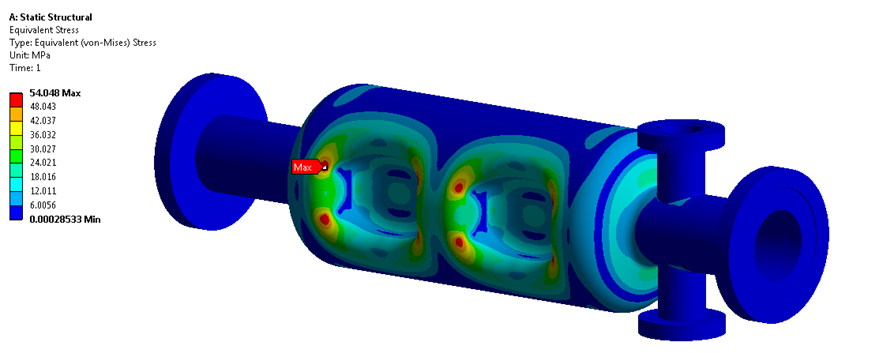 A: Static Structural
Equivalent Stress
Type: Equivalent (von-Mises) Stress
Unit: MPa
Time: 1
54.048 Max
48.043
42.037
36.032
30.027
24.021
18.016
12.011
6.0056
0.00028533 Min
Max